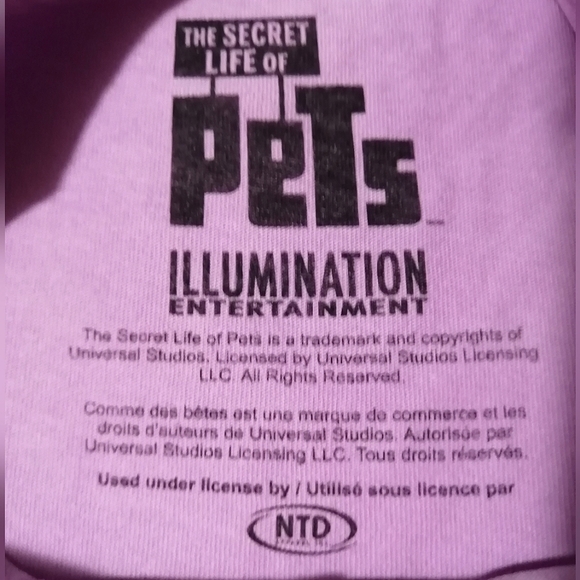 THE SECRET
LIFE OF
PeTs
ILLUMINATION
ENTERTAINMENT
The Secret Life of Pets is a trademark and copyrights of
Universal Studios. Licensed by Universal Studios Licensing
LLC. All Rights Reserved.
Comme des bêtes est une marque de commerce et les
droits d'auteurs de Universal Studios. Autorisée par
Universal Studios Licensing LLC. Tous droits réservés.
Used under license by / Utilisé sous licence par
NTD